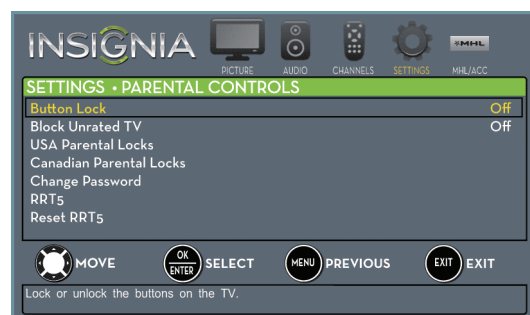 INSIGNIA
PICTURE AUDIO CHANNELS SETTINGS MHL MHL/ACC
SETTINGS • PARENTAL CONTROLS
Button Lock Off
Block Unrated TV Off
USA Parental Locks
Canadian Parental Locks
Change Password
RRT5
Reset RRT5
MOVE OK ENTER SELECT MENU PREVIOUS EXIT EXIT
Lock or unlock the buttons on the TV.